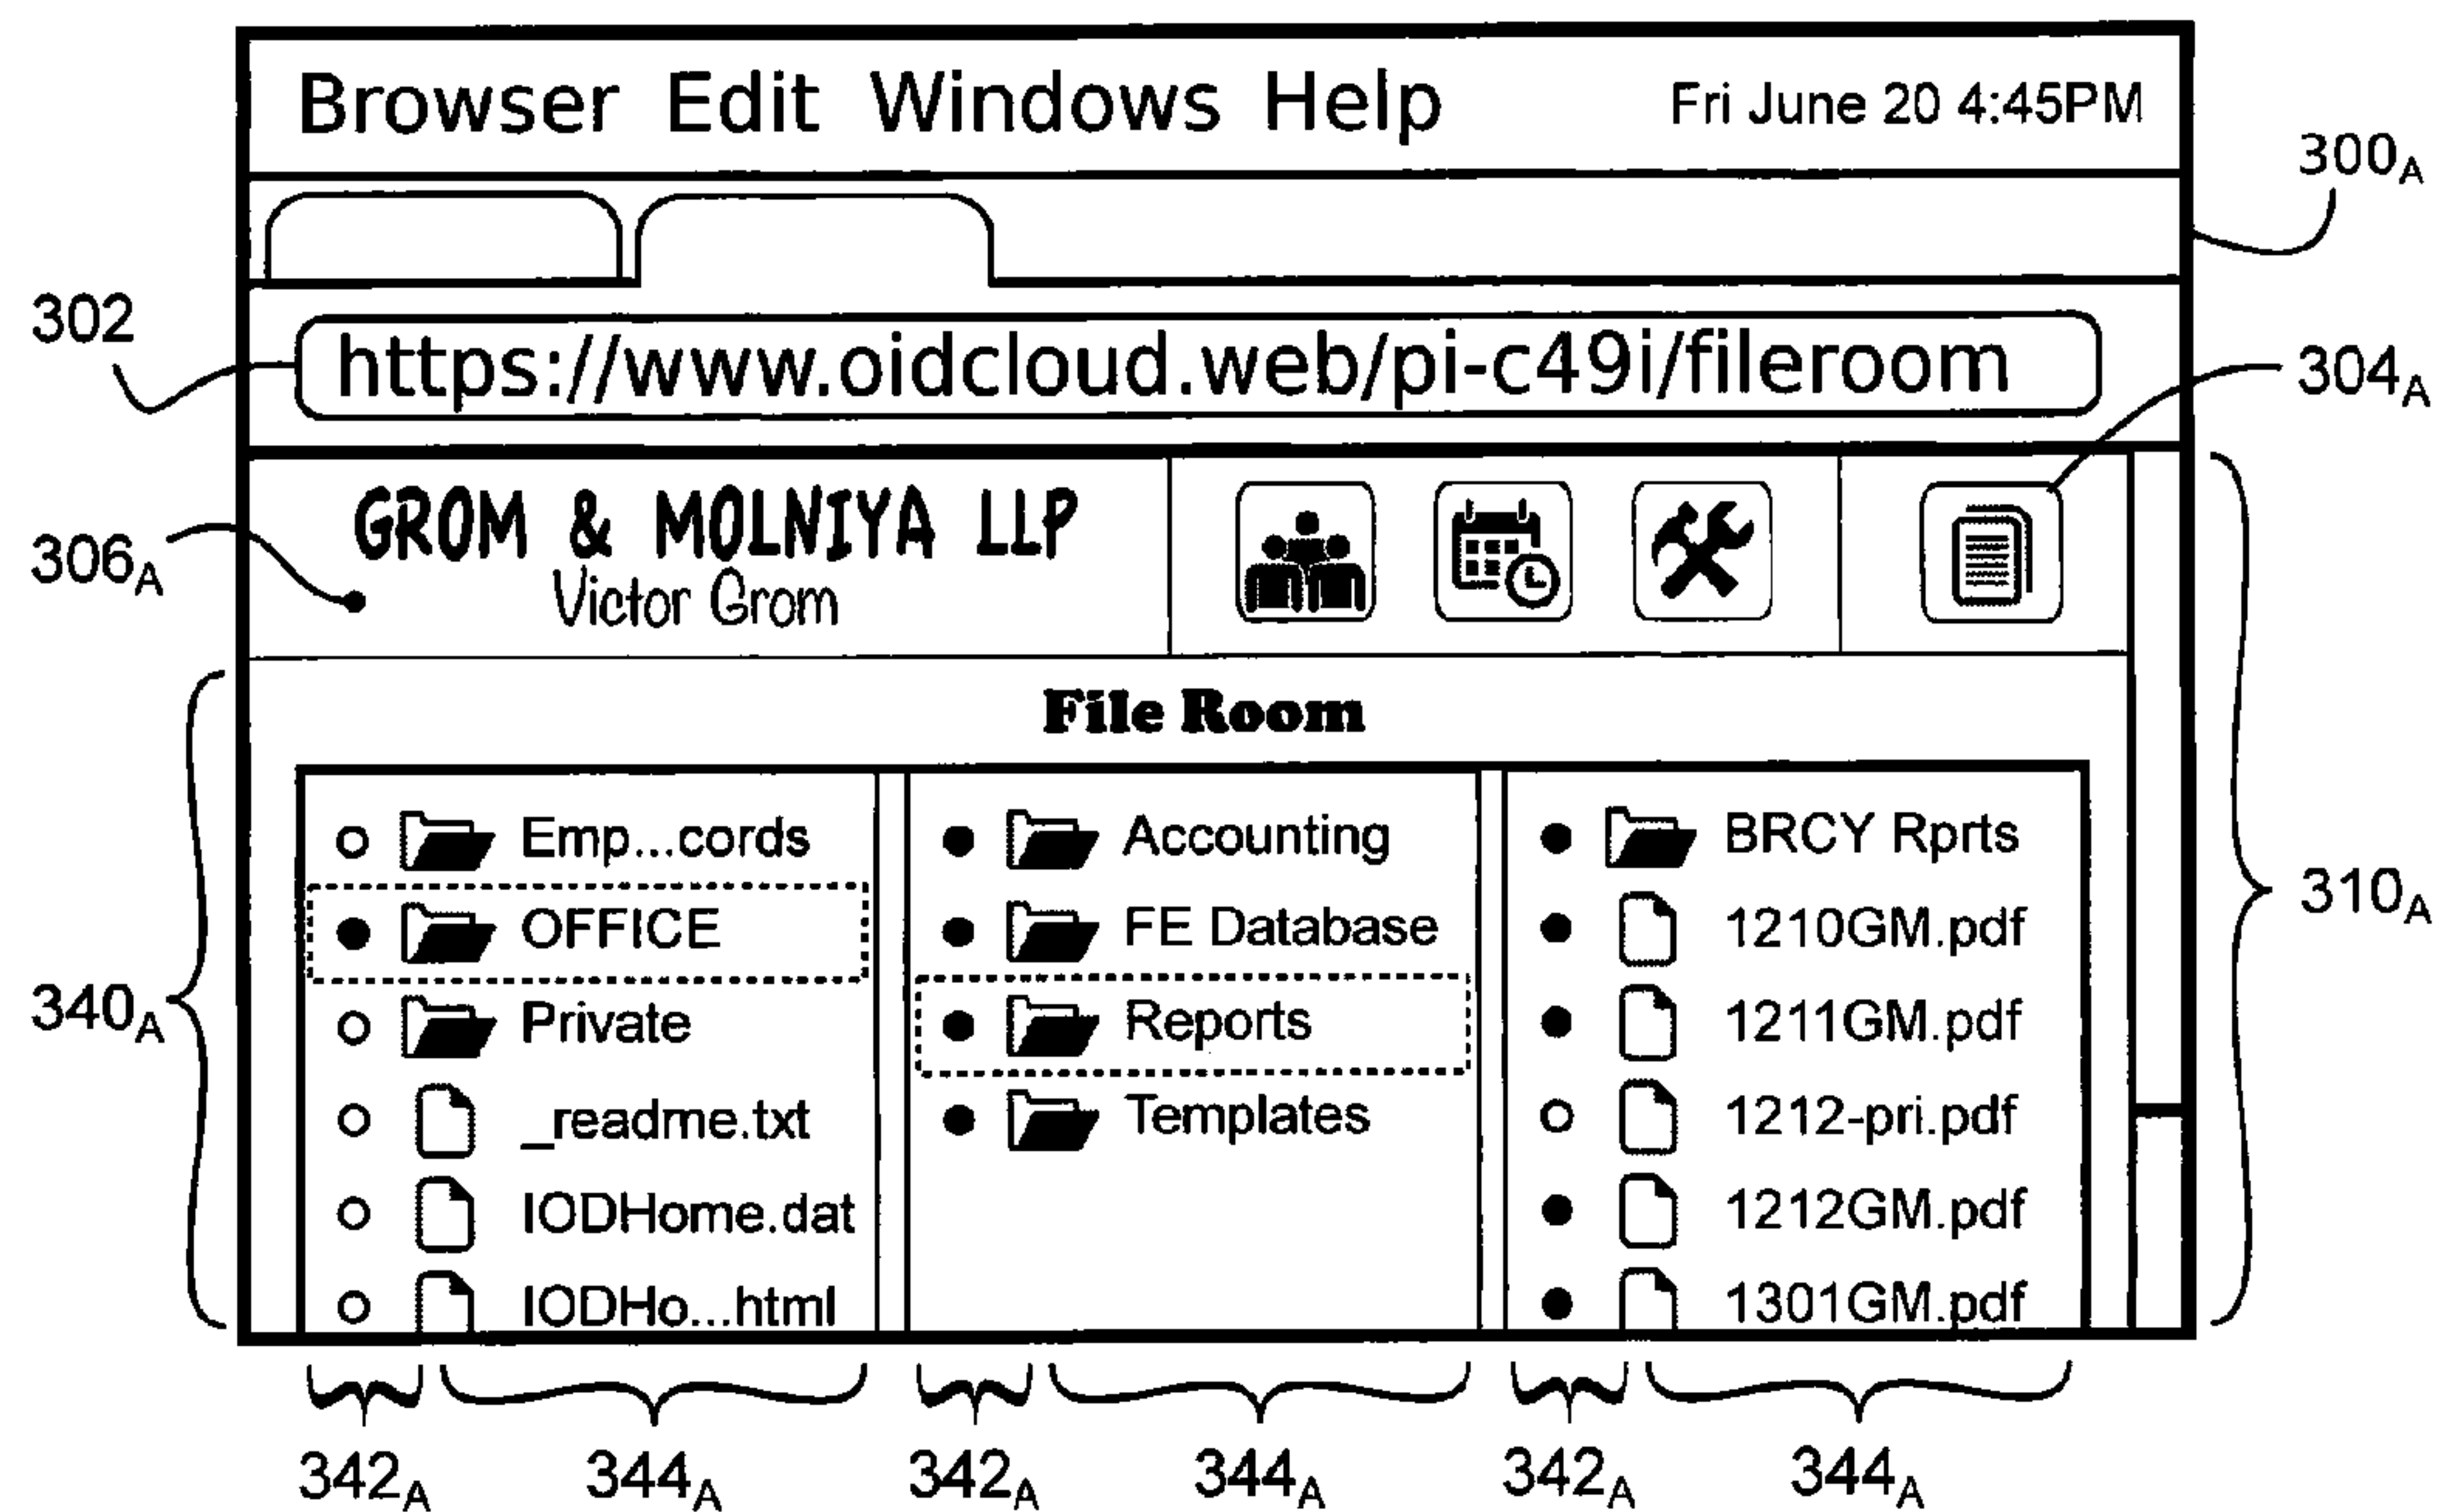 Browser Edit Windows Help Fri June 20 4:45PM
300A
302
https://www.oidcloud.web/pi-c49i/fileroom
304A
GROM & MOLNIYA LLP
306A
Victor Grom
File Room
Emp...cords
OFFICE
Private
_readme.txt
IODHome.dat
IODHo...html
Accounting
FE Database
Reports
Templates
BRCY Rprts
1210GM.pdf
1211GM.pdf
1212-pri.pdf
1212GM.pdf
1301GM.pdf
310A
340A
342A 344A 342A 344A 342A 344A